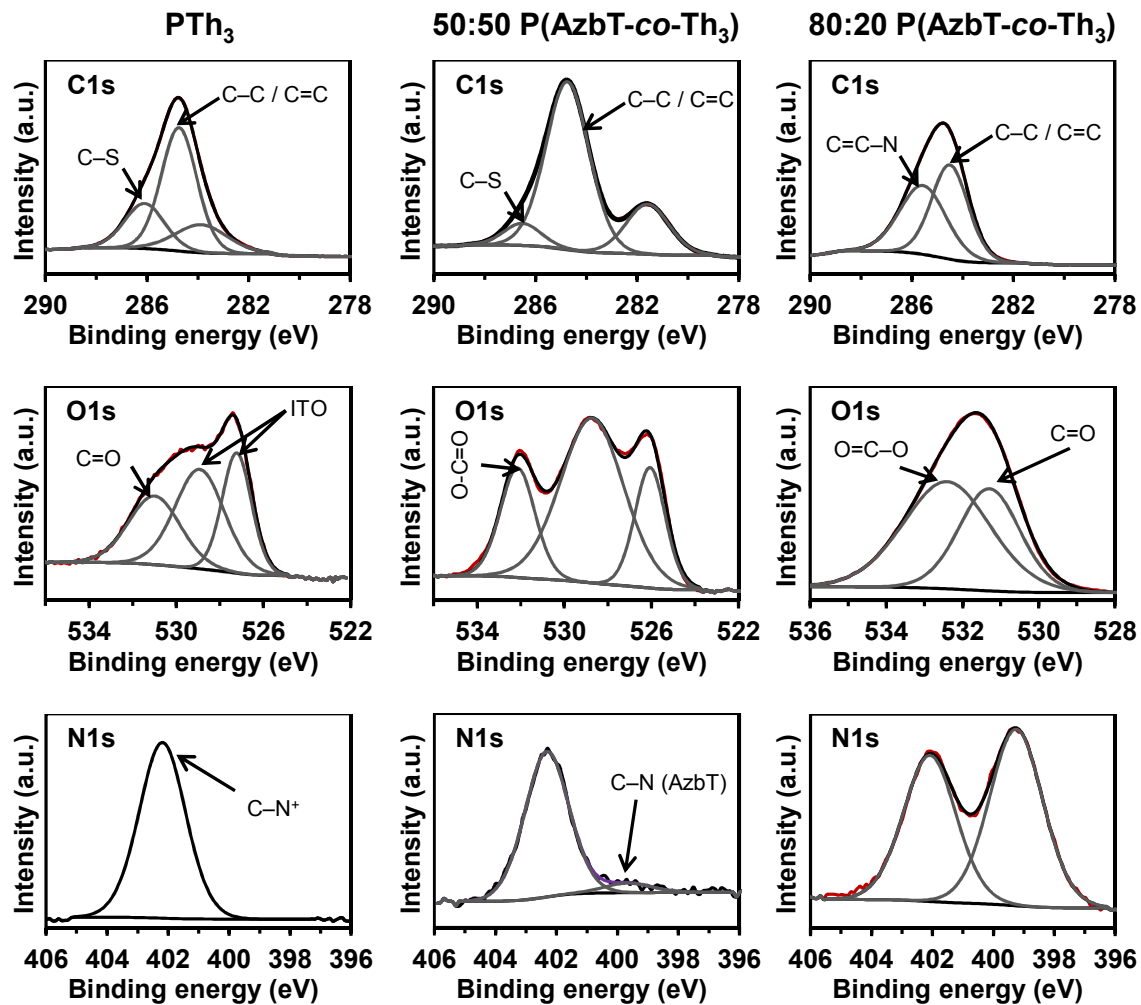 PTh₃
50:50 P(AzbT-co-Th₃)
80:20 P(AzbT-co-Th₃)
C1s
C–C / C=C
C–S
Intensity (a.u.)
290 286 282 278
Binding energy (eV)
C1s
C–C / C=C
C–S
Intensity (a.u.)
290 286 282 278
Binding energy (eV)
C1s
C=C–N
C–C / C=C
Intensity (a.u.)
290 286 282 278
Binding energy (eV)
O1s
ITO
C=O
Intensity (a.u.)
534 530 526 522
Binding energy (eV)
O1s
O-C=O
Intensity (a.u.)
534 530 526 522
Binding energy (eV)
O1s
O=C–O
C=O
Intensity (a.u.)
536 534 532 530 528
Binding energy (eV)
N1s
C–N⁺
Intensity (a.u.)
406 404 402 400 398 396
Binding energy (eV)
N1s
C–N (AzbT)
Intensity (a.u.)
406 404 402 400 398 396
Binding energy (eV)
N1s
Intensity (a.u.)
406 404 402 400 398 396
Binding energy (eV)